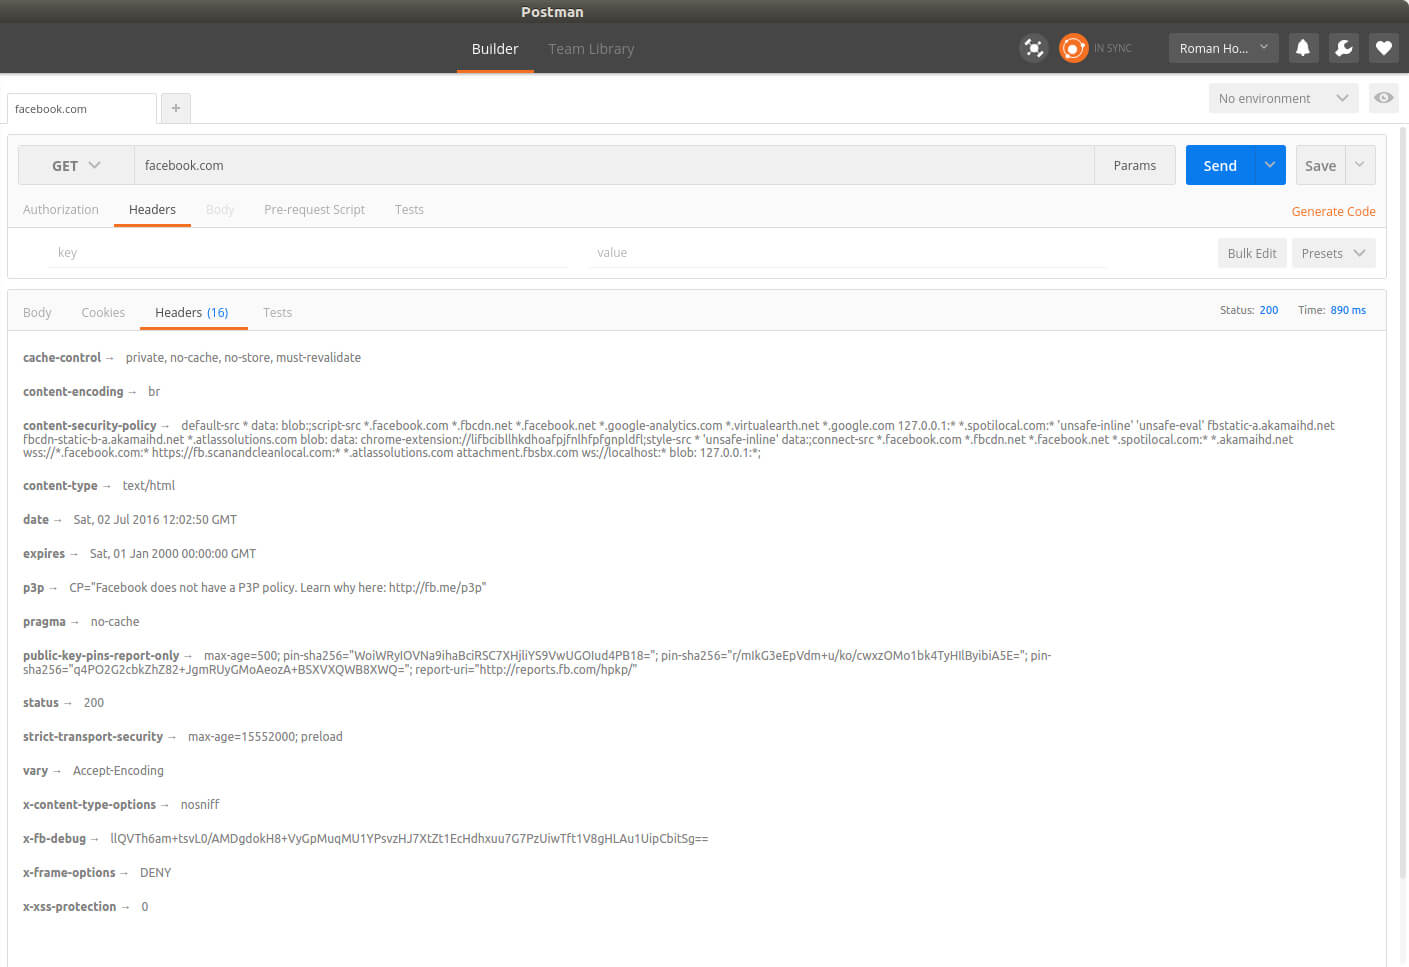 Postman
Builder Team Library IN SYNC Roman Ho...
facebook.com + No environment
GET facebook.com Params Send Save
Authorization Headers Body Pre-request Script Tests Generate Code
key value Bulk Edit Presets
Body Cookies Headers (16) Tests Status: 200 Time: 890 ms
cache-control → private, no-cache, no-store, must-revalidate
content-encoding → br
content-security-policy → default-src * data: blob:;script-src *.facebook.com *.fbcdn.net *.facebook.net *.google-analytics.com *.virtualearth.net *.google.com 127.0.0.1:* *.spotilocal.com:* 'unsafe-inline' 'unsafe-eval' fbstatic-a.akamaihd.net
fbcdn-static-b-a.akamaihd.net *.atlassolutions.com blob: data: chrome-extension://lifbcibllhkdhoafpjfnlhfpfgnpldfl;style-src * 'unsafe-inline' data:;connect-src *.facebook.com *.fbcdn.net *.facebook.net *.spotilocal.com:* *.akamaihd.net
wss://*.facebook.com:* https://fb.scanandcleanlocal.com:* *.atlassolutions.com attachment.fbsbx.com ws://localhost:* blob: 127.0.0.1:*;
content-type → text/html
date → Sat, 02 Jul 2016 12:02:50 GMT
expires → Sat, 01 Jan 2000 00:00:00 GMT
p3p → CP="Facebook does not have a P3P policy. Learn why here: http://fb.me/p3p"
pragma → no-cache
public-key-pins-report-only → max-age=500; pin-sha256="WoiWRyIOVNa9ihaBciRSC7XHjliYS9VwUGOIud4PB18="; pin-sha256="r/mIkG3eEpVdm+u/ko/cwxzOMo1bk4TyHIlByibiA5E="; pin-
sha256="q4PO2G2cbkZhZ82+JgmRUyGMoAeozA+BSXVXQWB8XWQ="; report-uri="http://reports.fb.com/hpkp/"
status → 200
strict-transport-security → max-age=15552000; preload
vary → Accept-Encoding
x-content-type-options → nosniff
x-fb-debug → llQVTh6am+tsvL0/AMDgdokH8+VyGpMuqMU1YPsvzHJ7XtZt1EcHdhxuu7G7PzUiwTft1V8gHLAu1UipCbitSg==
x-frame-options → DENY
x-xss-protection → 0